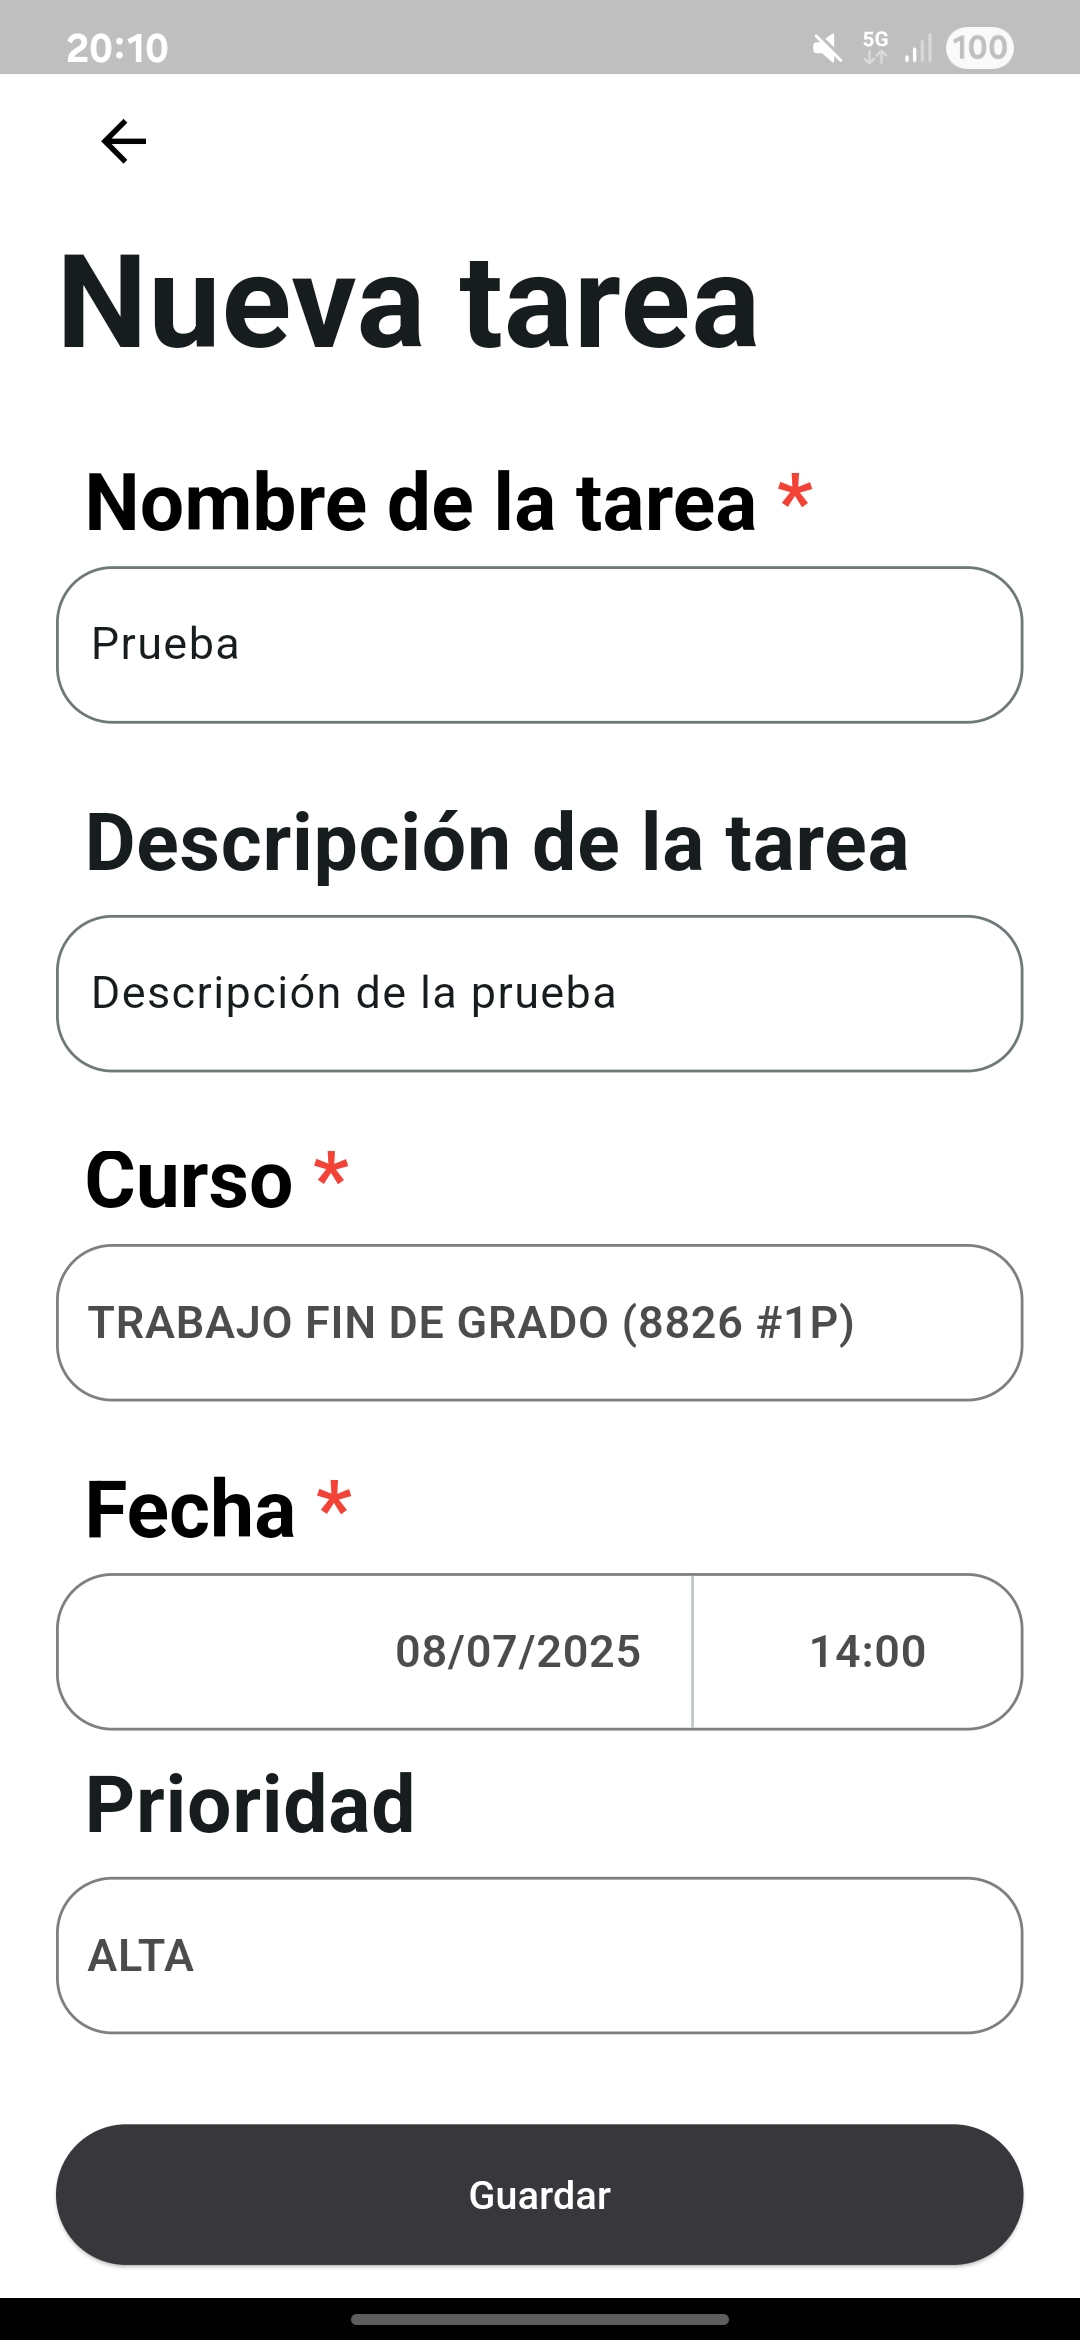 20:10
5G
100
Nueva tarea
Nombre de la tarea *
Prueba
Descripción de la tarea
Descripción de la prueba
Curso *
TRABAJO FIN DE GRADO (8826 #1P)
Fecha *
08/07/2025 14:00
Prioridad
ALTA
Guardar